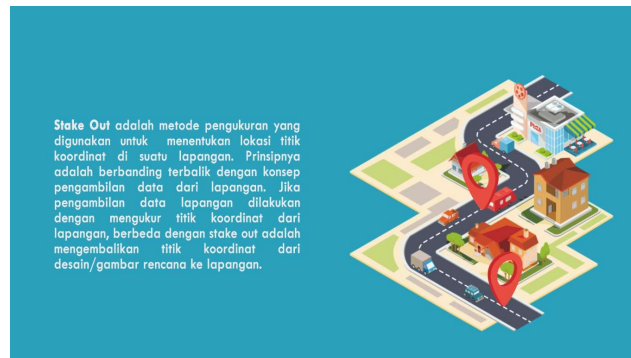 Stake Out adalah metode pengukuran yang
digunakan untuk menentukan lokasi titik
koordinat di suatu lapangan. Prinsipnya
adalah berbanding terbalik dengan konsep
pengambilan data dari lapangan. Jika
pengambilan data lapangan dilakukan
dengan mengukur titik koordinat dari
lapangan, berbeda dengan stake out adalah
mengembalikan titik koordinat dari
desain/gambar rencana ke lapangan.